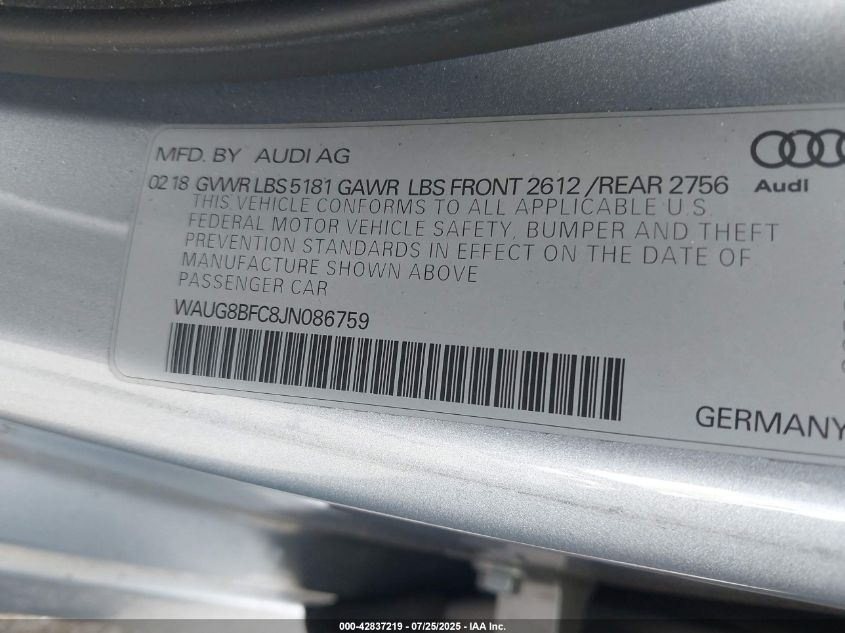 MFD. BY AUDI AG
02 18 GVWR LBS 5181 GAWR LBS FRONT 2612 /REAR 2756
Audi
THIS VEHICLE CONFORMS TO ALL APPLICABLE U.S.
FEDERAL MOTOR VEHICLE SAFETY, BUMPER AND THEFT
PREVENTION STANDARDS IN EFFECT ON THE DATE OF
MANUFACTURE SHOWN ABOVE
PASSENGER CAR
WAUG8BFC8JN086759
GERMANY
000-42837219 - 07/25/2025 - IAA Inc.